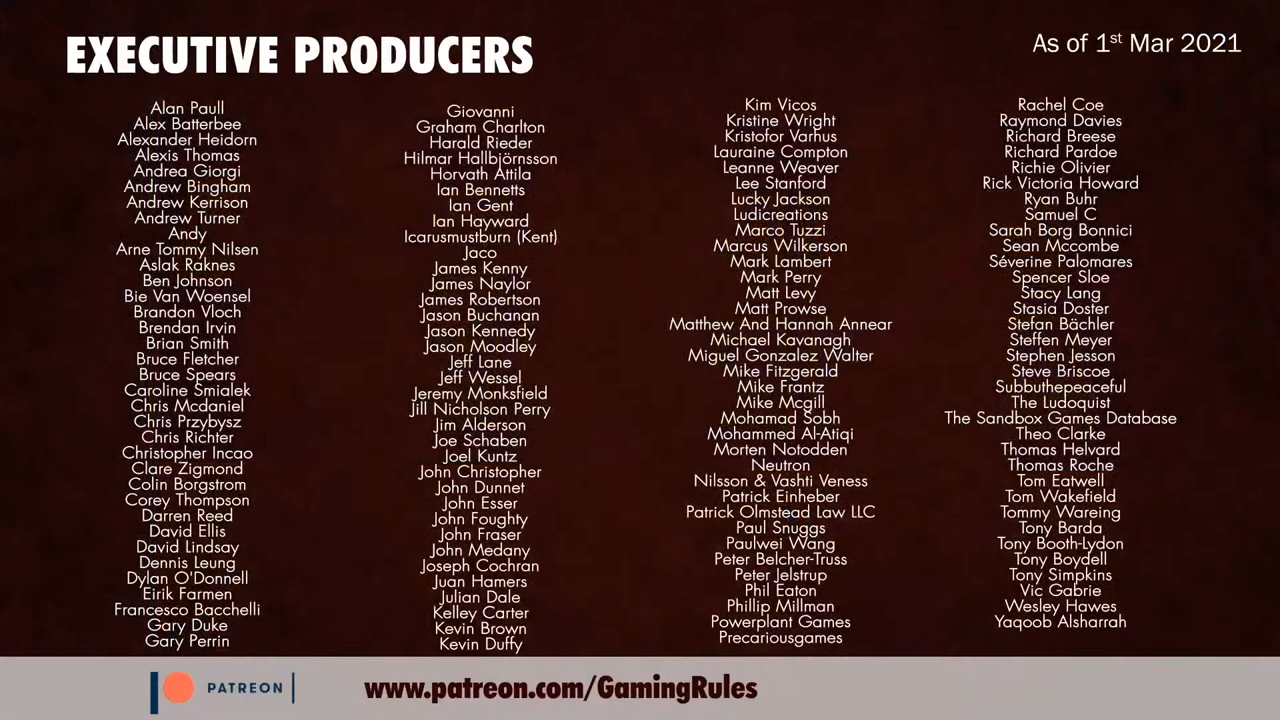 EXECUTIVE PRODUCERS
As of 1st Mar 2021
Alan Paull
Alex Batterbee
Alexander Heidorn
Alexis Thomas
Andrea Giorgi
Andrew Bingham
Andrew Kerrison
Andrew Turner
Andy
Arne Tommy Nilsen
Aslak Raknes
Ben Johnson
Bie Van Woensel
Brandon Vloch
Brendan Irvin
Brian Smith
Bruce Fletcher
Bruce Spears
Caroline Smialek
Chris Mcdaniel
Chris Przybysz
Chris Richter
Christopher Incao
Clare Zigmond
Colin Borgstrom
Corey Thompson
Darren Reed
David Ellis
David Lindsay
Dennis Leung
Dylan O'Donnell
Eirik Farmen
Francesco Bacchelli
Gary Duke
Gary Perrin
Giovanni
Graham Charlton
Harald Rieder
Hilmar Hallbjörnsson
Horvath Attila
Ian Bennetts
Ian Gent
Ian Hayward
Icarusmustburn (Kent)
Jaco
James Kenny
James Naylor
James Robertson
Jason Buchanan
Jason Kennedy
Jason Moodley
Jeff Lane
Jeff Wessel
Jeremy Monksfield
Jill Nicholson Perry
Jim Alderson
Joe Schaben
Joel Kuntz
John Christopher
John Dunnet
John Esser
John Foughty
John Fraser
John Medany
Joseph Cochran
Juan Hamers
Julian Dale
Kelley Carter
Kevin Brown
Kevin Duffy
Kim Vicos
Kristine Wright
Kristofor Varhus
Lauraine Compton
Leanne Weaver
Lee Stanford
Lucky Jackson
Ludicreations
Marco Tuzzi
Marcus Wilkerson
Mark Lambert
Mark Perry
Matt Levy
Matt Prowse
Matthew And Hannah Annear
Michael Kavanagh
Miguel Gonzalez Walter
Mike Fitzgerald
Mike Frantz
Mike Mcgill
Mohamad Sobh
Mohammed Al-Atiqi
Morten Notodden
Neutron
Nilsson & Vashti Veness
Patrick Einheber
Patrick Olmstead Law LLC
Paul Snuggs
Paulwei Wang
Peter Belcher-Truss
Peter Jelstrup
Phil Eaton
Phillip Millman
Powerplant Games
Precariousgames
Rachel Coe
Raymond Davies
Richard Breese
Richard Pardoe
Richie Olivier
Rick Victoria Howard
Ryan Buhr
Samuel C
Sarah Borg Bonnici
Sean Mccombe
Séverine Palomares
Spencer Sloe
Stacy Lang
Stasia Doster
Stefan Bächler
Steffen Meyer
Stephen Jesson
Steve Briscoe
Subbuthepeaceful
The Ludoquist
The Sandbox Games Database
Theo Clarke
Thomas Helvard
Thomas Roche
Tom Eatwell
Tom Wakefield
Tommy Wareing
Tony Barda
Tony Booth-Lydon
Tony Boydell
Tony Simpkins
Vic Gabrie
Wesley Hawes
Yaqoob Alsharrah
PATREON
www.patreon.com/GamingRules